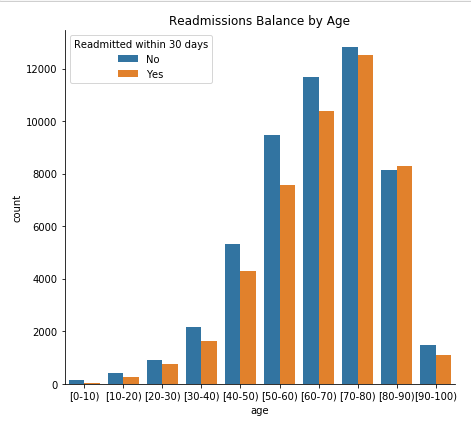 Readmissions Balance by Age
Readmitted within 30 days
No
Yes
12000
10000
8000
6000
4000
2000
0
count
[0-10) [10-20) [20-30) [30-40) [40-50) [50-60) [60-70) [70-80) [80-90) [90-100)
age